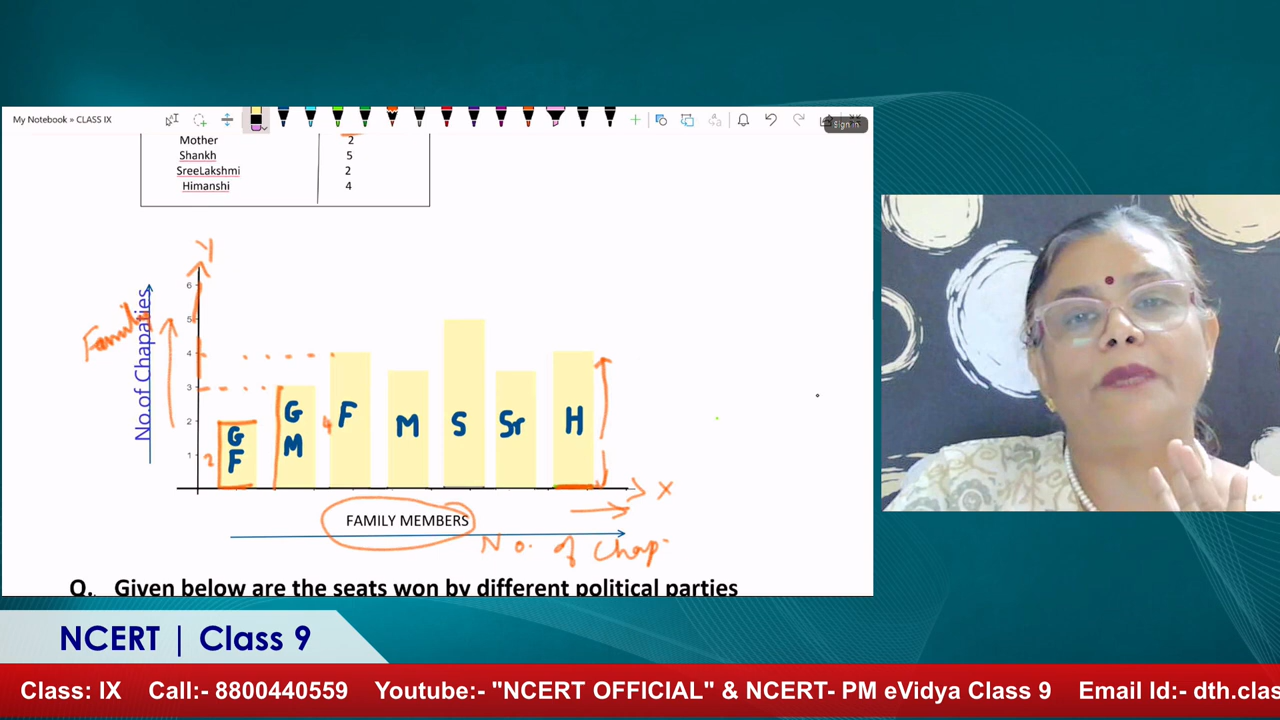 My Notebook » CLASS IX
Sign in
Mother 2
Shankh 5
SreeLakshmi 2
Himanshi 4
Y
6
5
4
3
2
1
No.of Chapaties
Families
G F
G M
F
M
S
Sr
H
2
4
X
FAMILY MEMBERS
No. of Chap.
Q. Given below are the seats won by different political parties
NCERT | Class 9
Class: IX Call:- 8800440559 Youtube:- "NCERT OFFICIAL" & NCERT- PM eVidya Class 9 Email Id:- dth.clas